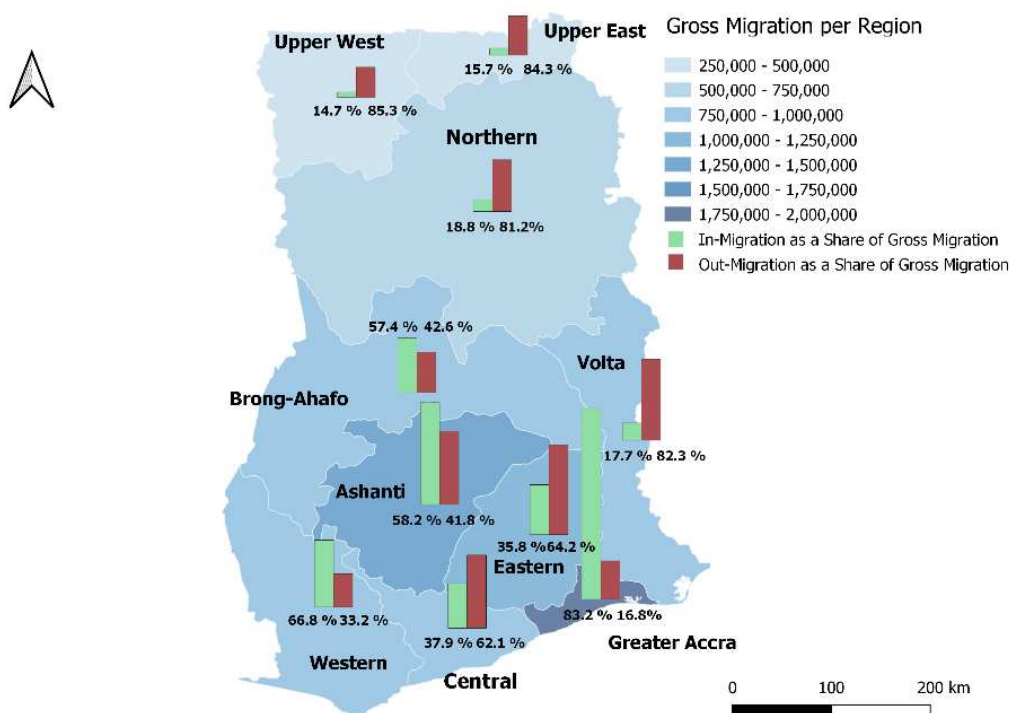 Gross Migration per Region
250,000 - 500,000
500,000 - 750,000
750,000 - 1,000,000
1,000,000 - 1,250,000
1,250,000 - 1,500,000
1,500,000 - 1,750,000
1,750,000 - 2,000,000
In-Migration as a Share of Gross Migration
Out-Migration as a Share of Gross Migration
Upper West
14.7 % 85.3 %
Upper East
15.7 % 84.3 %
Northern
18.8 % 81.2%
57.4 % 42.6 %
Brong-Ahafo
Volta
17.7 % 82.3 %
Ashanti
58.2 % 41.8 %
35.8 % 64.2 %
Eastern
66.8 % 33.2 %
Western
37.9 % 62.1 %
Central
83.2 % 16.8%
Greater Accra
0 100 200 km